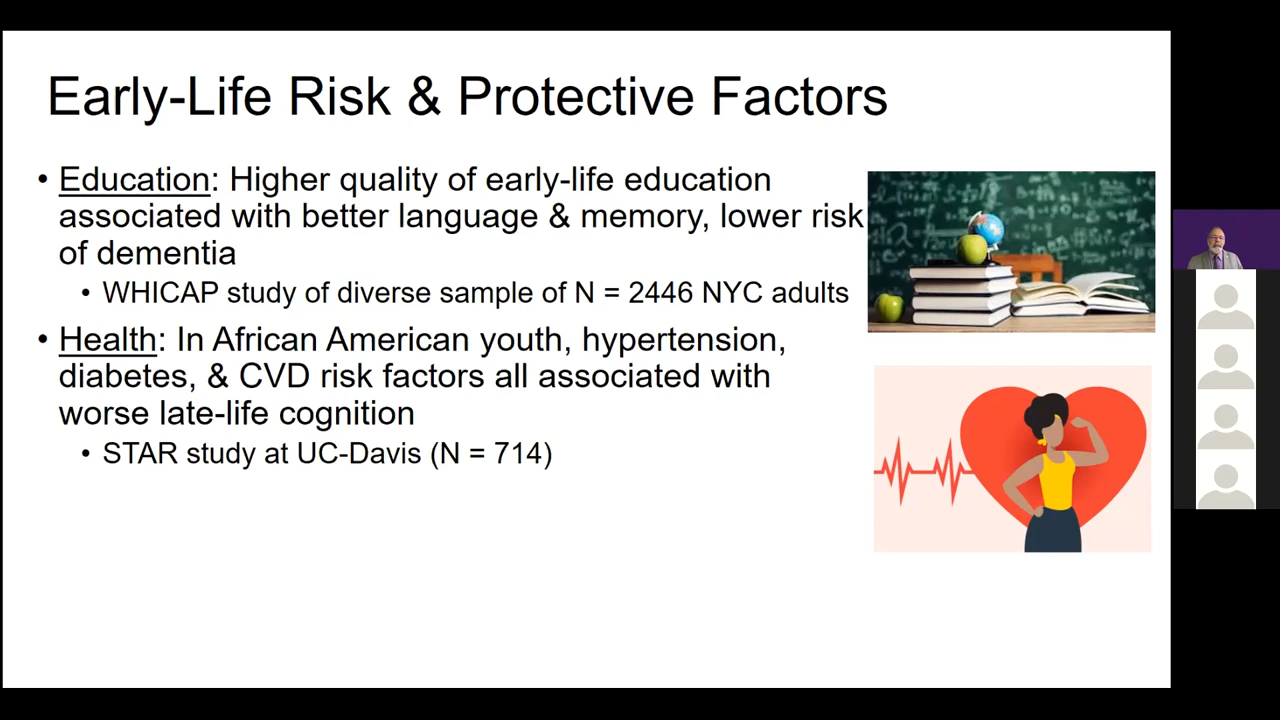 Early-Life Risk & Protective Factors
• Education: Higher quality of early-life education
associated with better language & memory, lower risk
of dementia
• WHICAP study of diverse sample of N = 2446 NYC adults
• Health: In African American youth, hypertension,
diabetes, & CVD risk factors all associated with
worse late-life cognition
• STAR study at UC-Davis (N = 714)